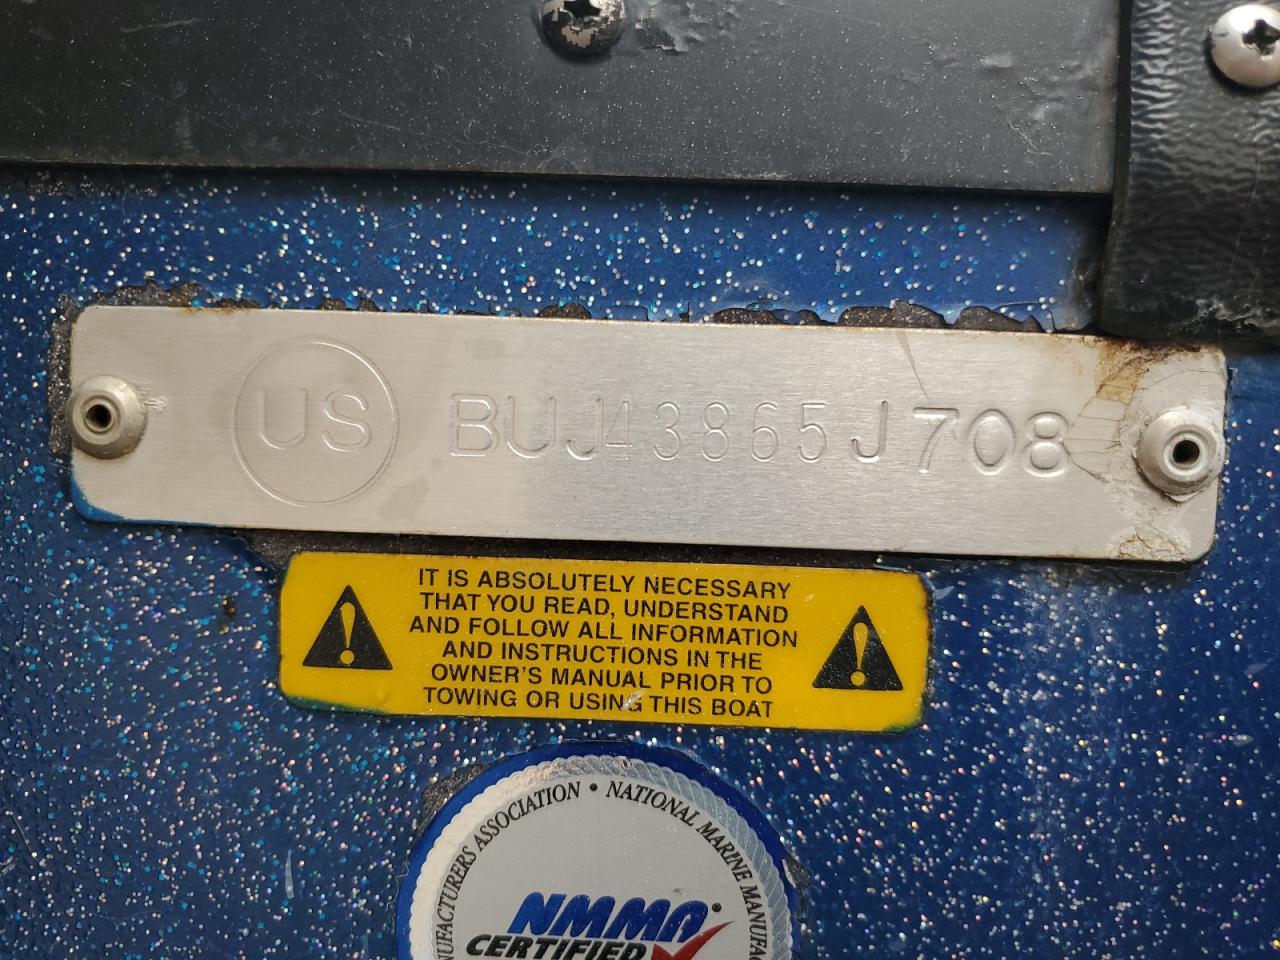 US BUJ43865J708
IT IS ABSOLUTELY NECESSARY
THAT YOU READ, UNDERSTAND
AND FOLLOW ALL INFORMATION
AND INSTRUCTIONS IN THE
OWNER'S MANUAL PRIOR TO
TOWING OR USING THIS BOAT
NUFACTURERS ASSOCIATION • NATIONAL MARINE MANUFAC
NMMA®
CERTIFIED